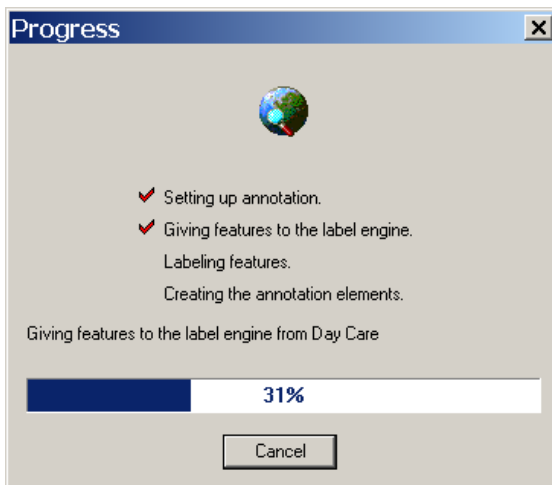 Progress
Setting up annotation.
Giving features to the label engine.
Labeling features.
Creating the annotation elements.
Giving features to the label engine from Day Care
31%
Cancel